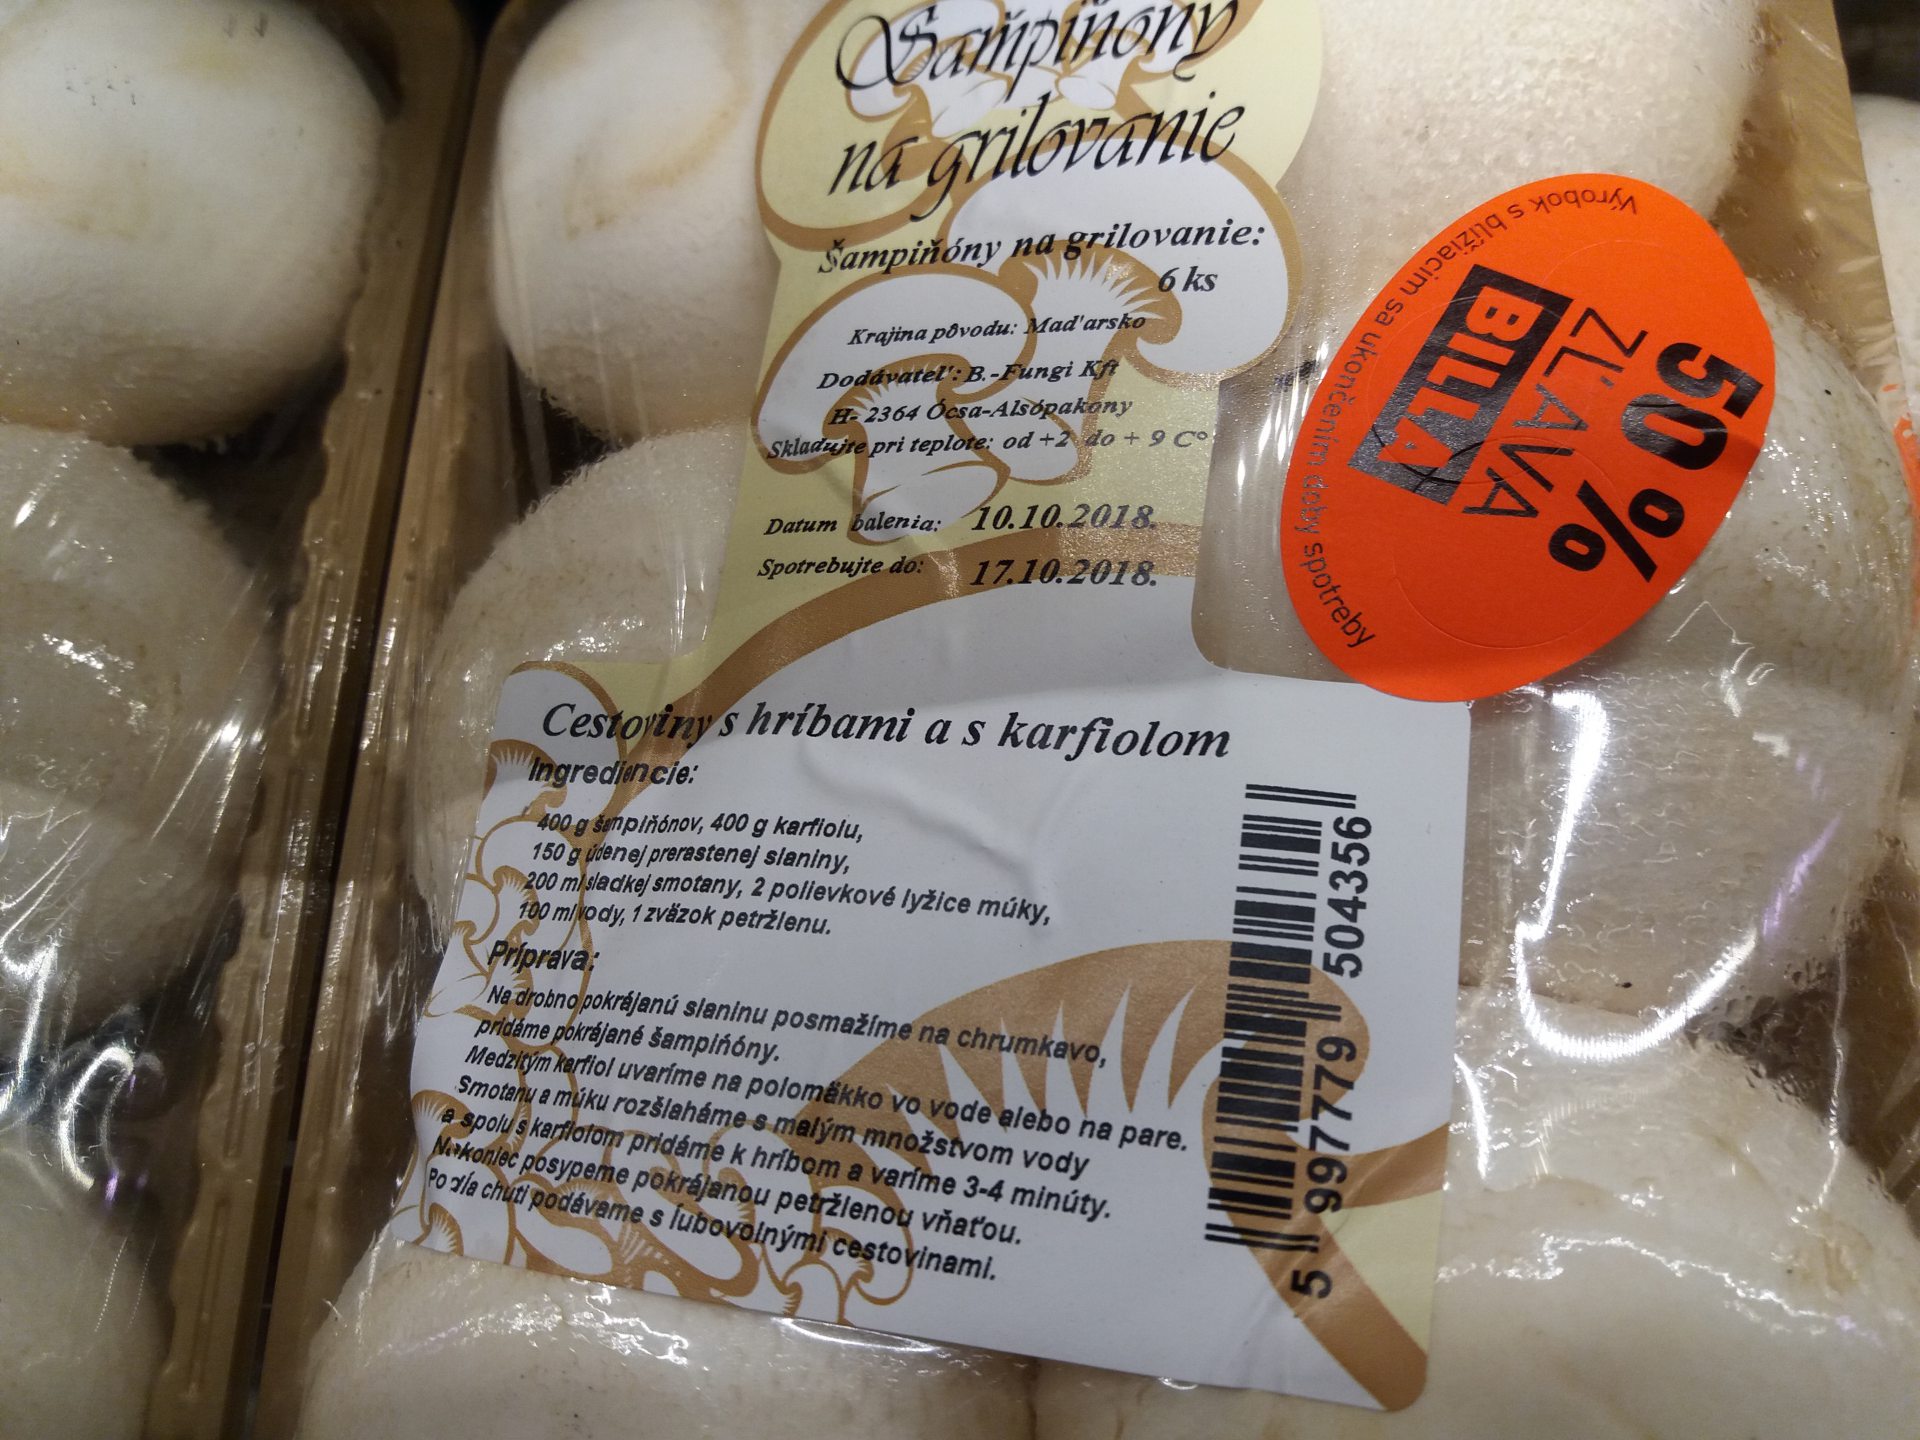 Šampiňóny
na grilovanie
Šampiňóny na grilovanie:
6 ks
Krajina pôvodu: Maďarsko
Dodávateľ: B.-Fungi Kft
H- 2364 Ócsa-Alsópakony
Skladujte pri teplote: od +2 do + 9 C°
Datum balenia: 10.10.2018.
Spotrebujte do: 17.10.2018.
Výrobok s blížiacim sa ukončením doby spotreby
BILLA
ZĽAVA
50 %
Cestoviny s hríbami a s karfiolom
Ingrediencie:
400 g šampiňónov, 400 g karfiolu,
150 g údenej prerastenej slaniny,
200 ml sladkej smotany, 2 polievkové lyžice múky,
100 ml vody, 1 zväzok petržlenu.
Príprava:
Na drobno pokrájanú slaninu posmažíme na chrumkavo,
pridáme pokrájané šampiňóny.
Medzitým karfiol uvaríme na polomäkko vo vode alebo na pare.
Smotanu a múku rozšlaháme s malým množstvom vody
a spolu s karfiolom pridáme k hríbom a varíme 3-4 minúty.
Nakoniec posypeme pokrájanou petržlenou vňaťou.
Podľa chuti podávame s ľubovolnými cestovinami.
5 997779 504356